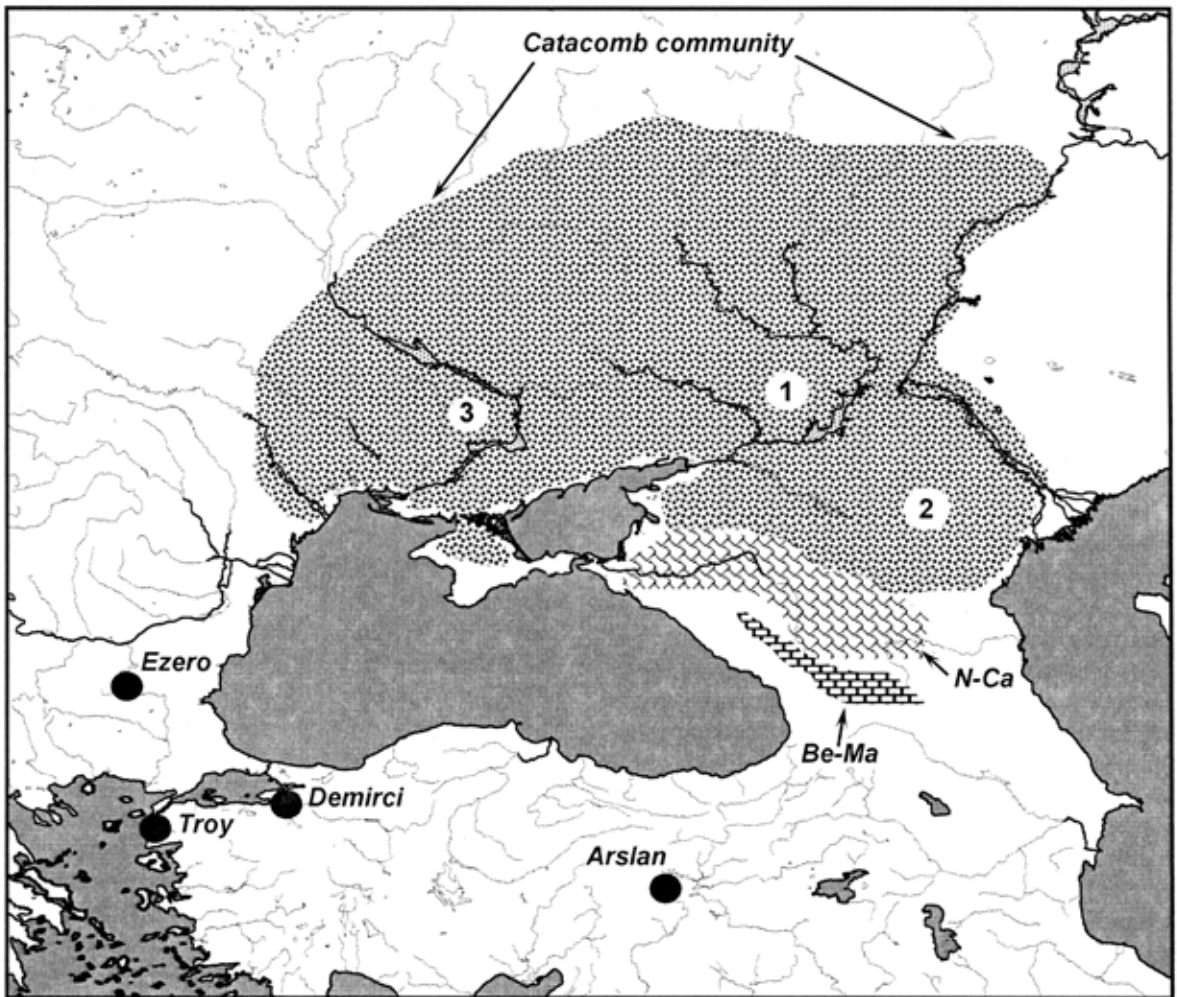 Catacomb community
1
3
2
Ezero
N-Ca
Be-Ma
Demirci
Troy
Arslan